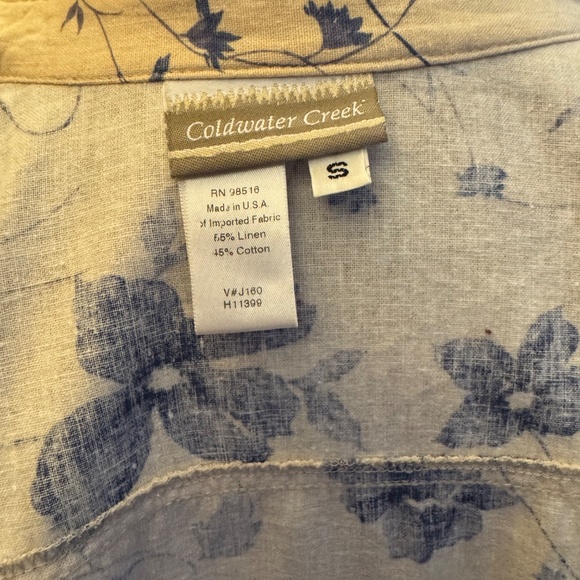 Coldwater Creek
S
RN 98516
Made in U.S.A.
of Imported Fabric
55% Linen
45% Cotton
V#J160
H11399